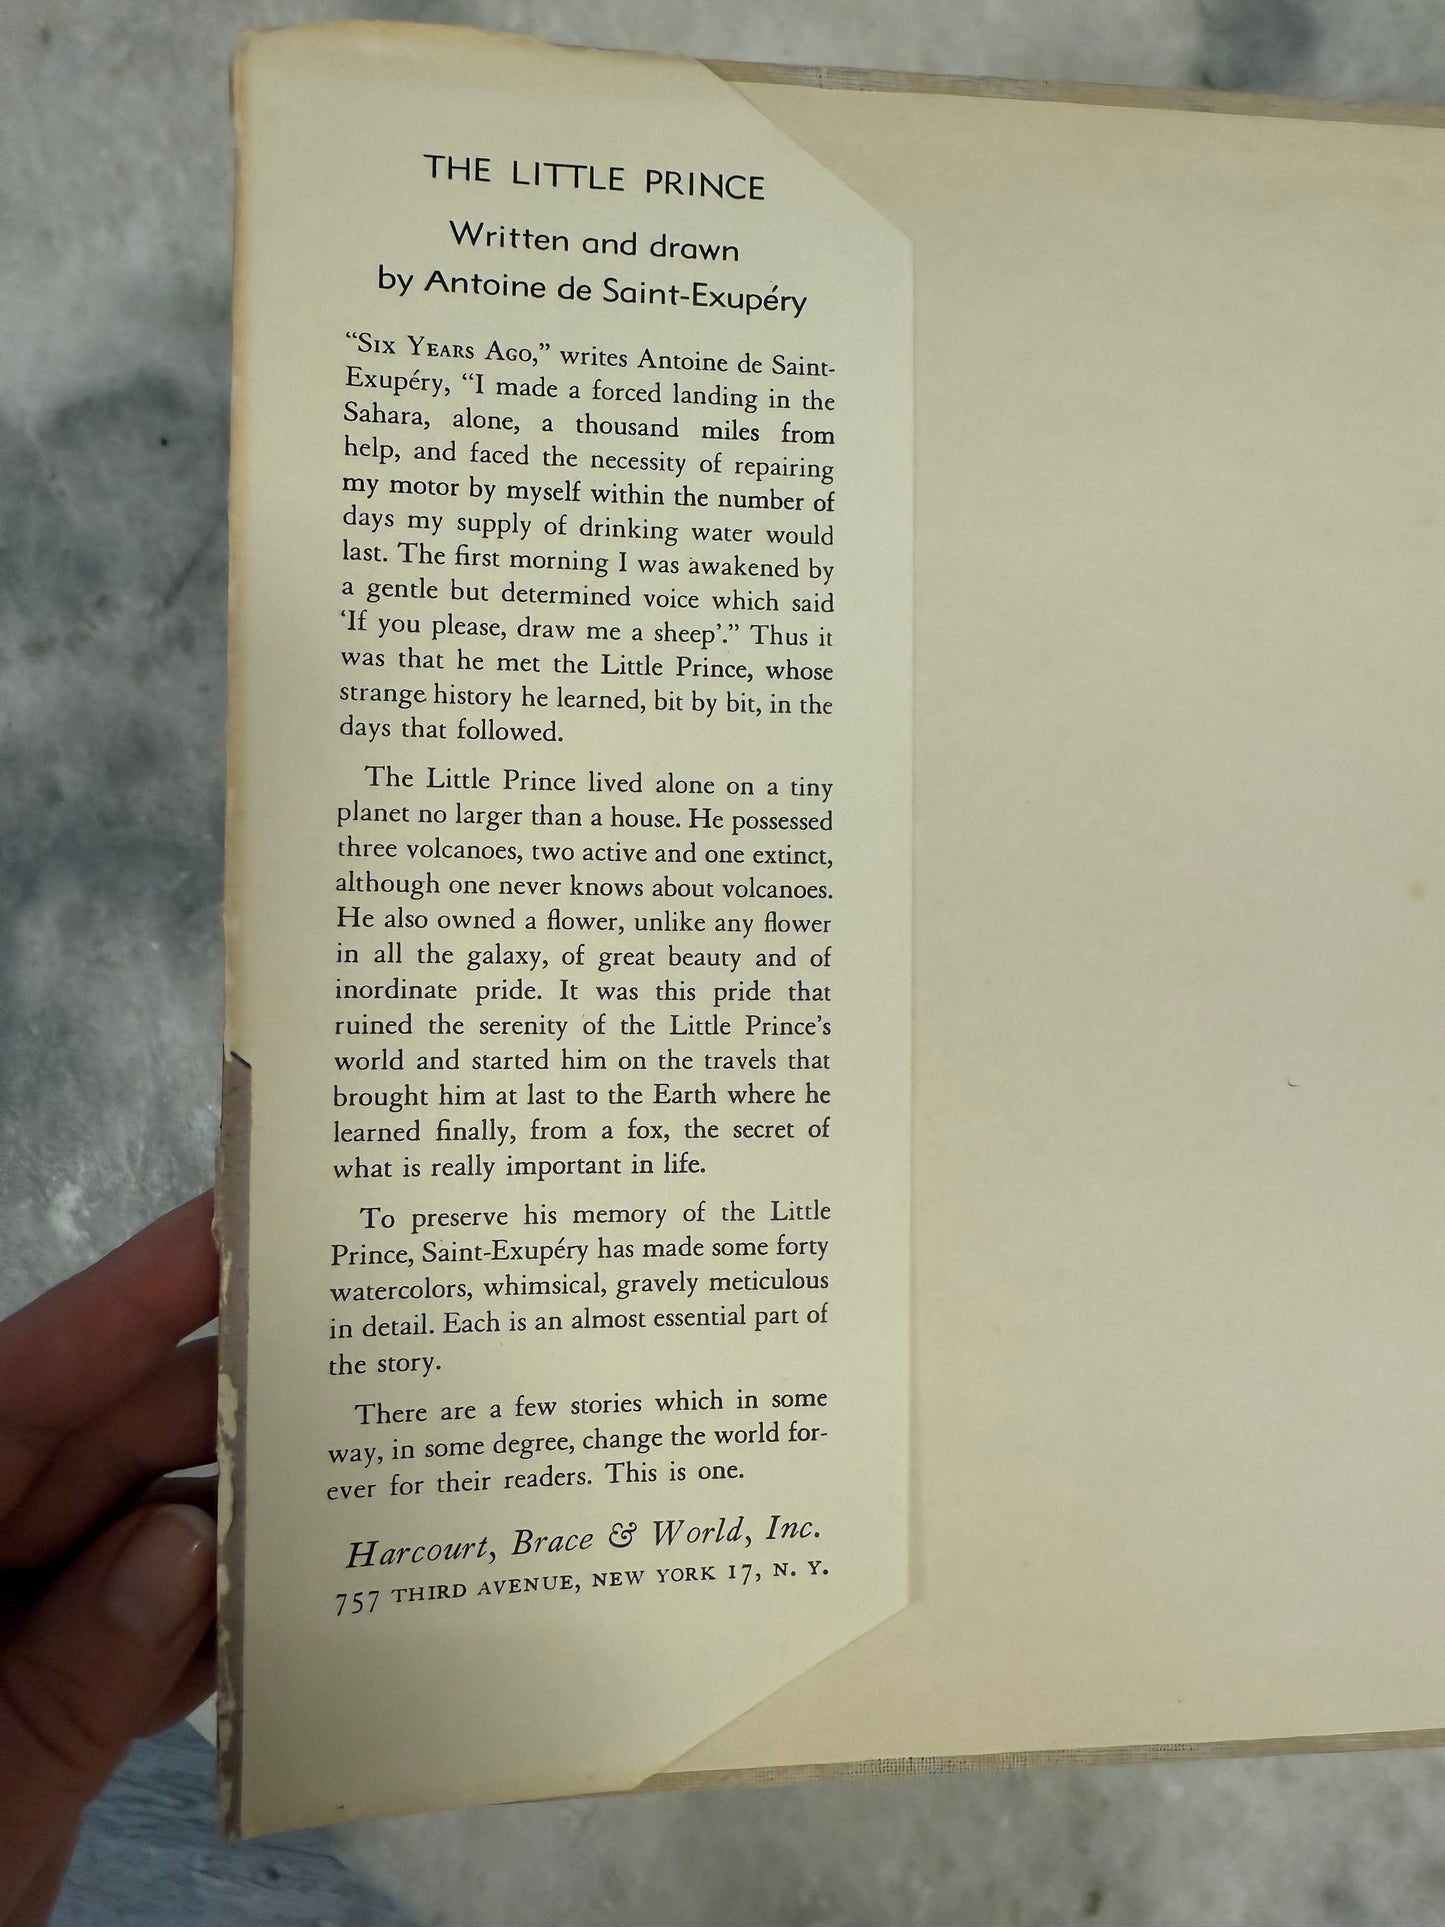 THE LITTLE PRINCE
Written and drawn
by Antoine de Saint-Exupéry
“Six Years Ago,” writes Antoine de Saint-
Exupéry, “I made a forced landing in the
Sahara, alone, a thousand miles from
help, and faced the necessity of repairing
my motor by myself within the number of
days my supply of drinking water would
last. The first morning I was awakened by
a gentle but determined voice which said
‘If you please, draw me a sheep’.” Thus it
was that he met the Little Prince, whose
strange history he learned, bit by bit, in the
days that followed.
The Little Prince lived alone on a tiny
planet no larger than a house. He possessed
three volcanoes, two active and one extinct,
although one never knows about volcanoes.
He also owned a flower, unlike any flower
in all the galaxy, of great beauty and of
inordinate pride. It was this pride that
ruined the serenity of the Little Prince’s
world and started him on the travels that
brought him at last to the Earth where he
learned finally, from a fox, the secret of
what is really important in life.
To preserve his memory of the Little
Prince, Saint-Exupéry has made some forty
watercolors, whimsical, gravely meticulous
in detail. Each is an almost essential part of
the story.
There are a few stories which in some
way, in some degree, change the world for-
ever for their readers. This is one.
Harcourt, Brace & World, Inc.
757 THIRD AVENUE, NEW YORK 17, N. Y.